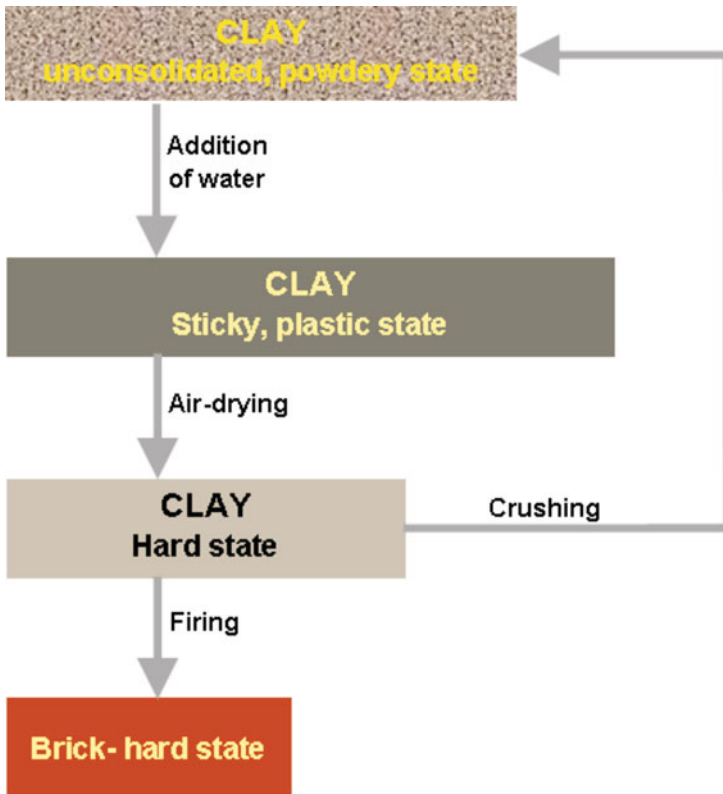 CLAY
unconsolidated, powdery state
Addition
of water
CLAY
Sticky, plastic state
Air-drying
CLAY
Hard state
Crushing
Firing
Brick- hard state